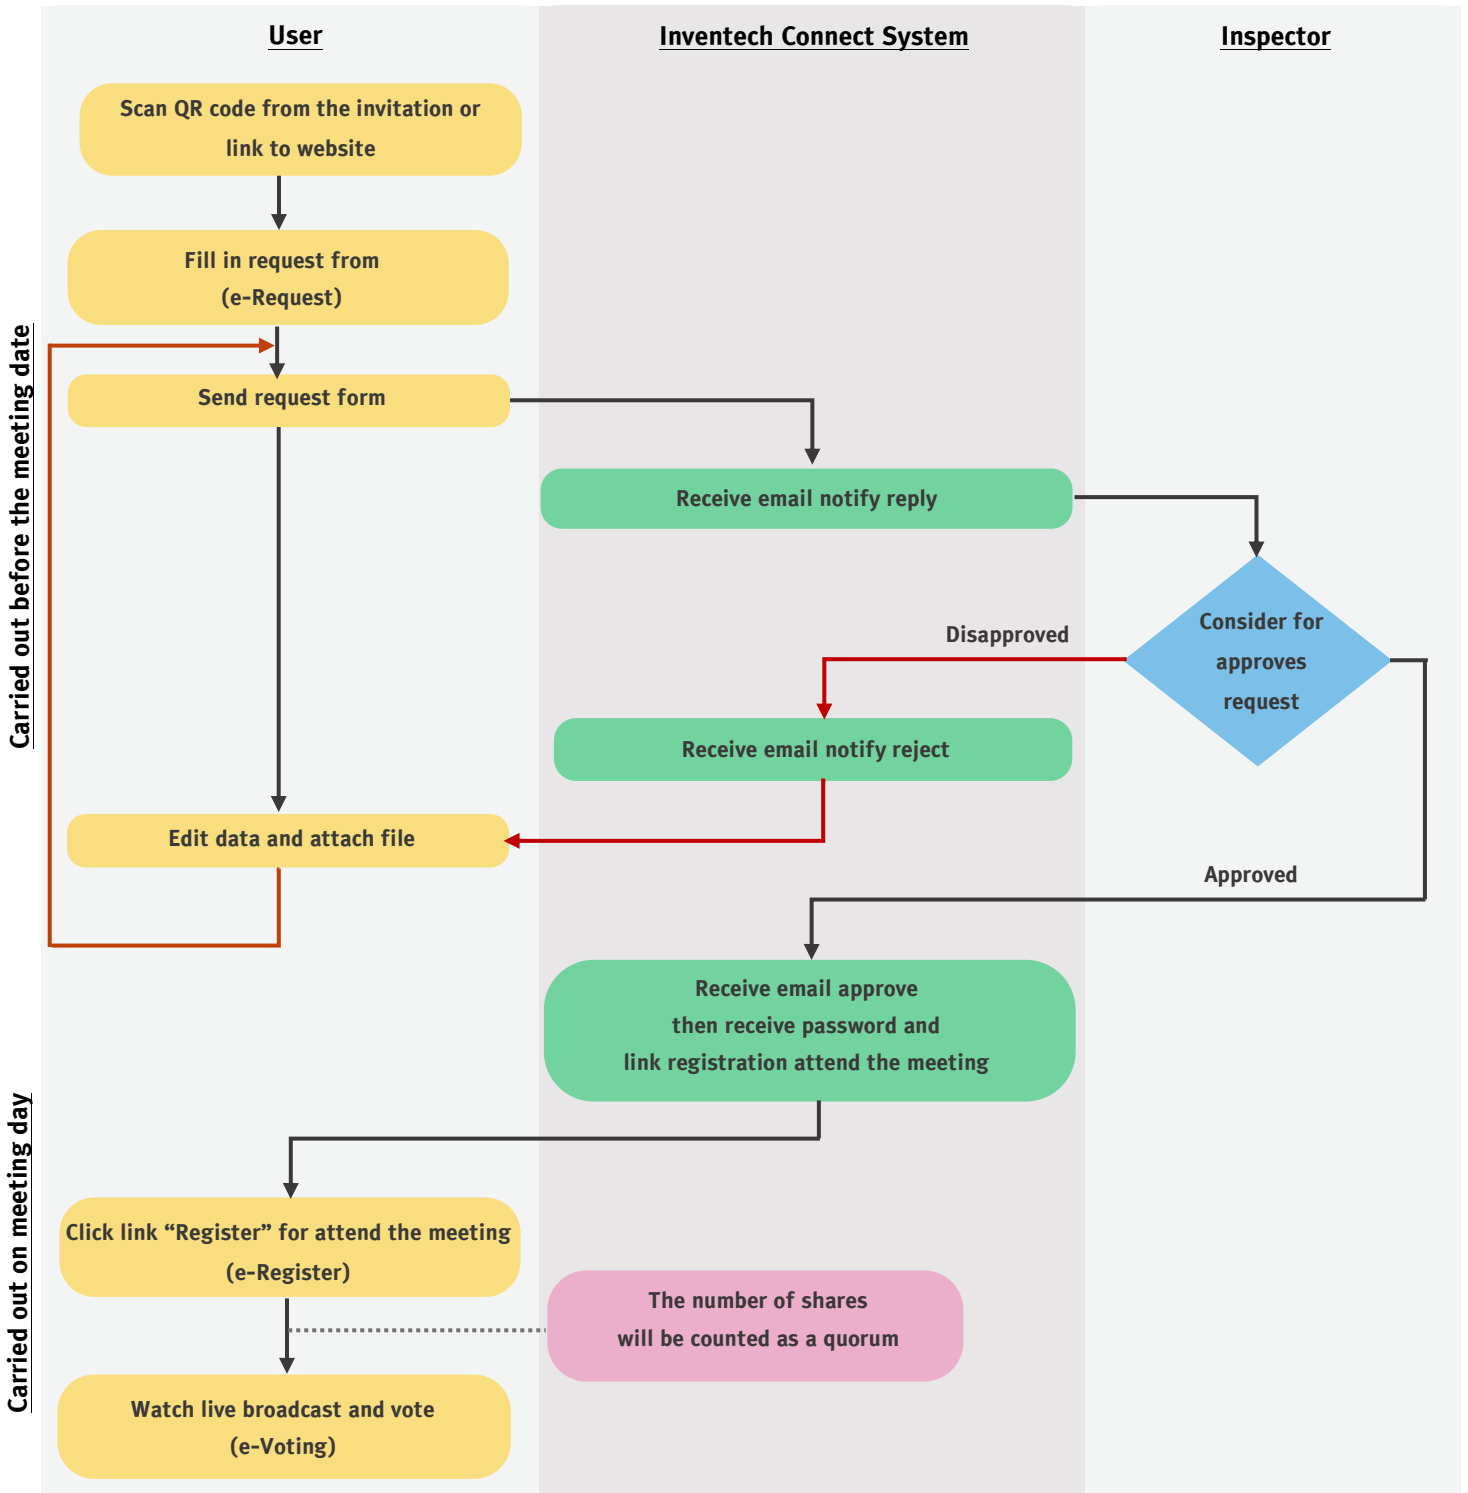 User
Inventech Connect System
Inspector
Scan QR code from the invitation or
link to website
Fill in request from
(e-Request)
Carried out before the meeting date
Send request form
Receive email notify reply
Consider for
approves
request
Disapproved
Receive email notify reject
Edit data and attach file
Approved
Receive email approve
then receive password and
link registration attend the meeting
Carried out on meeting day
Click link “Register” for attend the meeting
(e-Register)
The number of shares
will be counted as a quorum
Watch live broadcast and vote
(e-Voting)